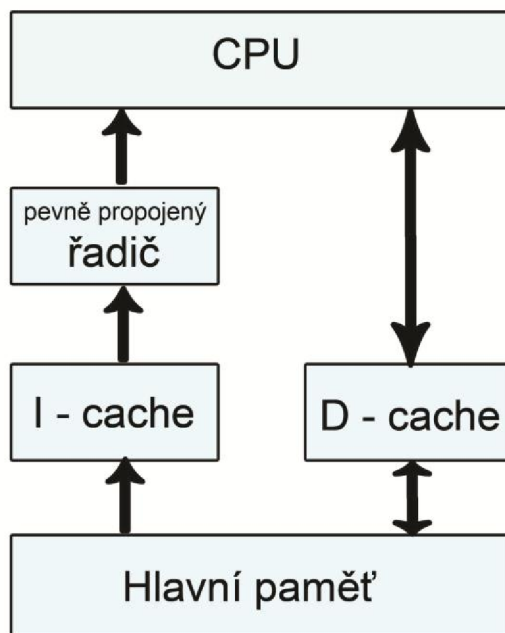 CPU
pevně propojený
řadič
I - cache
D - cache
Hlavní paměť